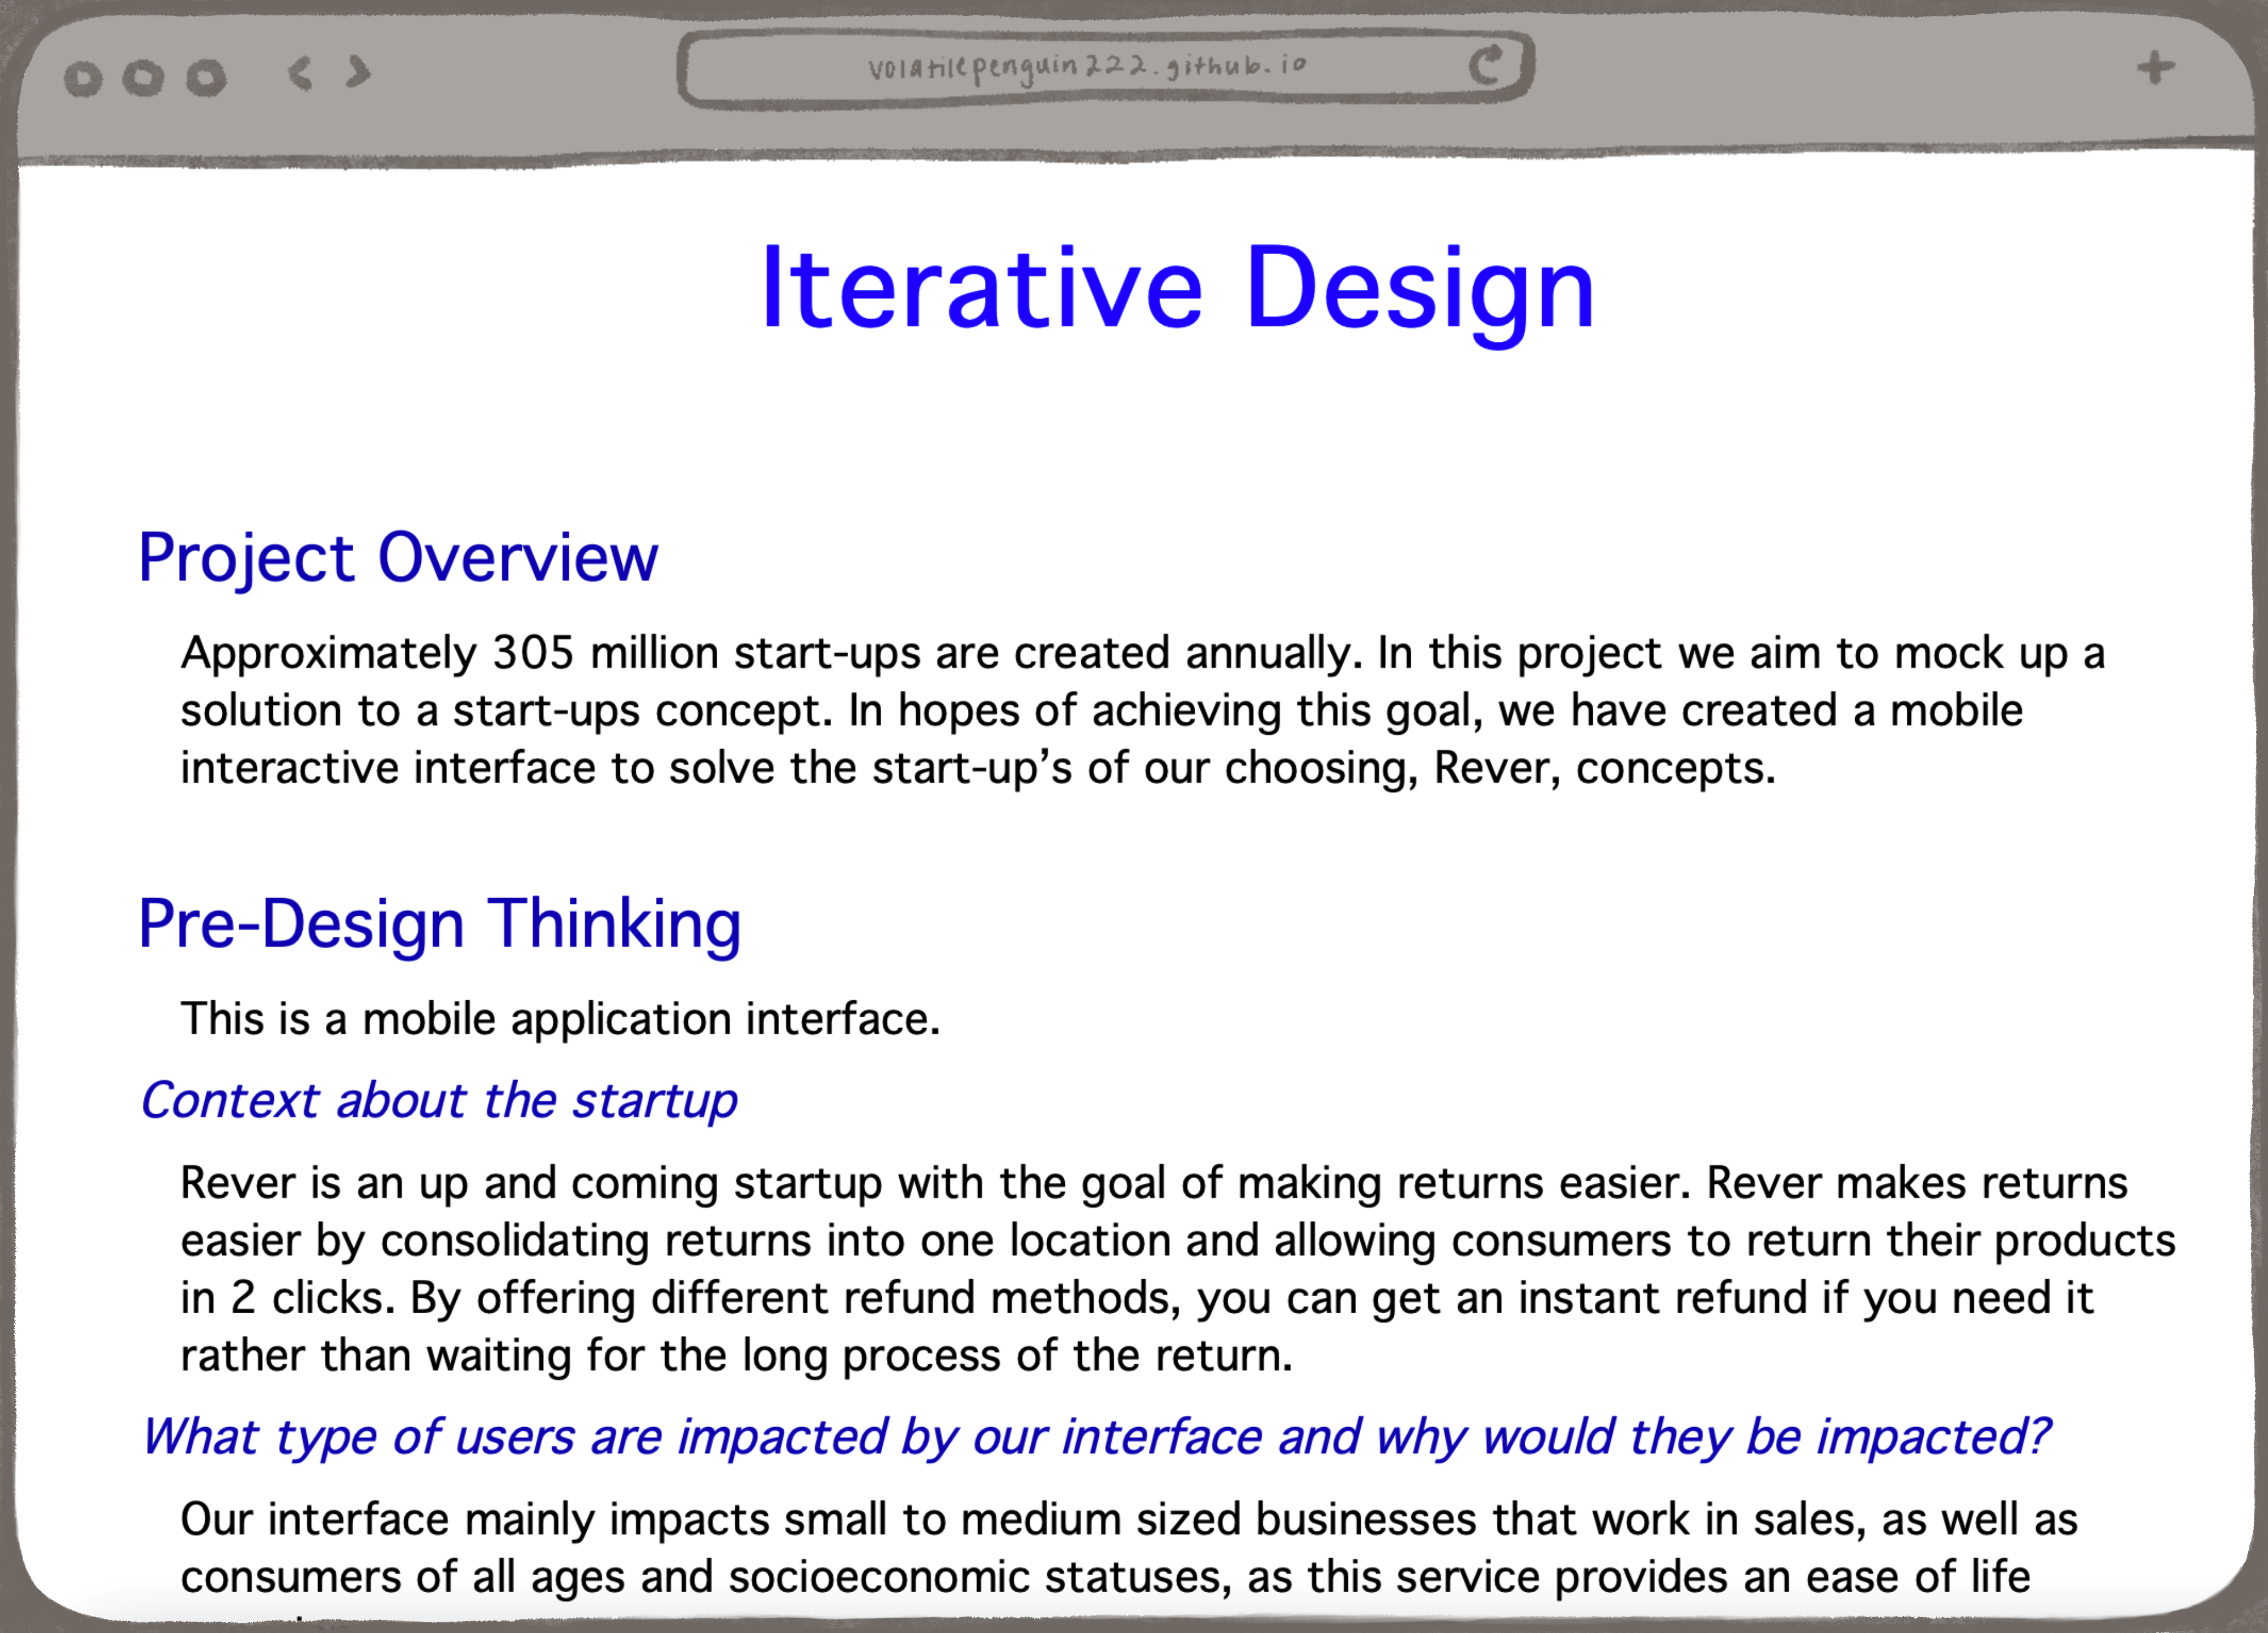 volatilepenguin222.github.io
Iterative Design
Project Overview
Approximately 305 million start-ups are created annually. In this project we aim to mock up a
solution to a start-ups concept. In hopes of achieving this goal, we have created a mobile
interactive interface to solve the start-up’s of our choosing, Rever, concepts.
Pre-Design Thinking
This is a mobile application interface.
Context about the startup
Rever is an up and coming startup with the goal of making returns easier. Rever makes returns
easier by consolidating returns into one location and allowing consumers to return their products
in 2 clicks. By offering different refund methods, you can get an instant refund if you need it
rather than waiting for the long process of the return.
What type of users are impacted by our interface and why would they be impacted?
Our interface mainly impacts small to medium sized businesses that work in sales, as well as
consumers of all ages and socioeconomic statuses, as this service provides an ease of life